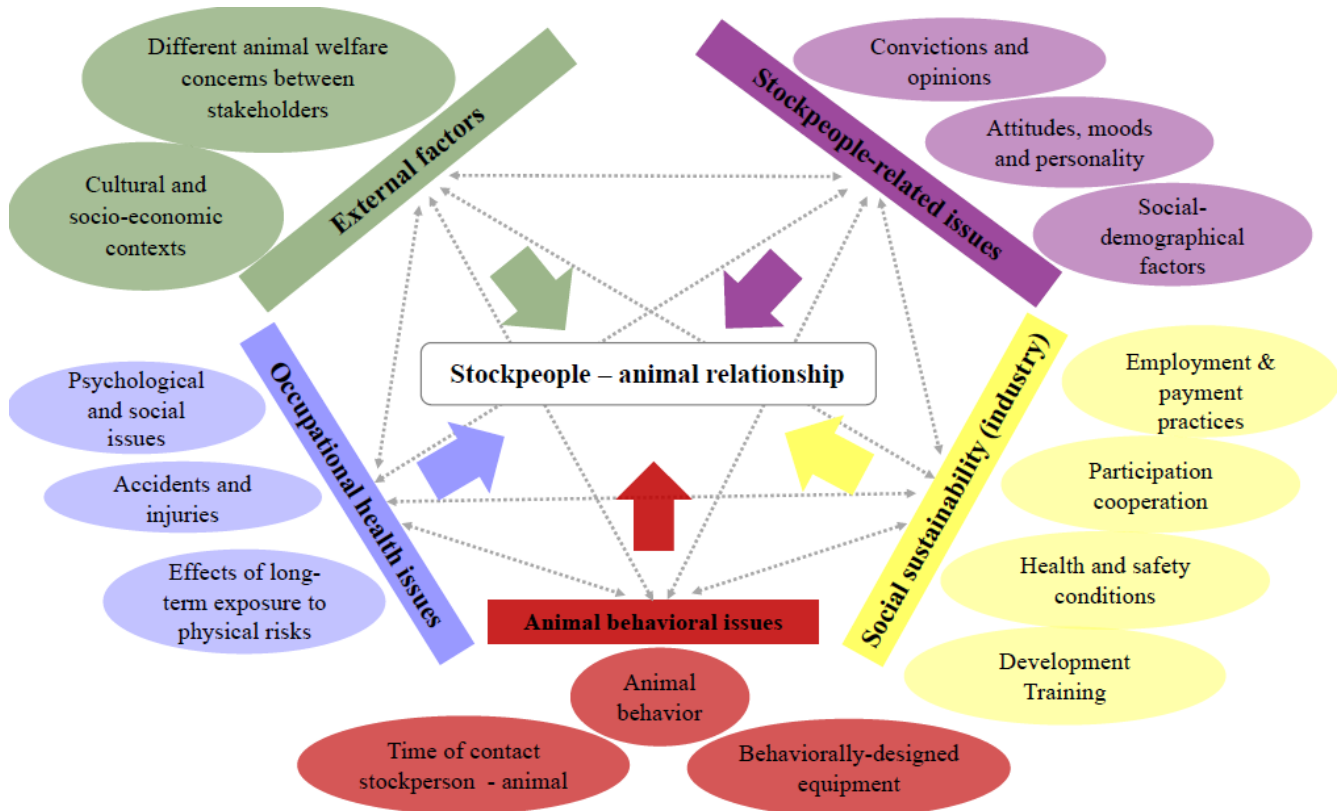 Different animal welfare
concerns between
stakeholders
Cultural and
socio-economic
contexts
External factors
Convictions and
opinions
Attitudes, moods
and personality
Social-
demographical
factors
Stockpeople-related issues
Stockpeople – animal relationship
Psychological
and social
issues
Accidents and
injuries
Effects of long-
term exposure to
physical risks
Occupational health issues
Employment &
payment
practices
Participation
cooperation
Health and safety
conditions
Development
Training
Social sustainability (industry)
Animal behavioral issues
Animal
behavior
Time of contact
stockperson - animal
Behaviorally-designed
equipment